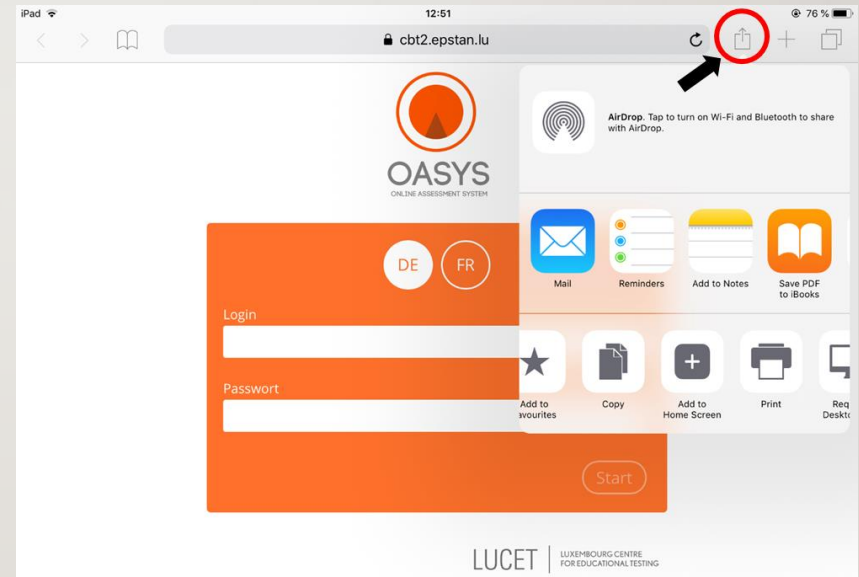 iPad 12:51 76 %
cbt2.epstan.lu
OASYS
ONLINE ASSESSMENT SYSTEM
AirDrop. Tap to turn on Wi-Fi and Bluetooth to share
with AirDrop.
DE FR
Mail
Reminders
Add to Notes
Save PDF
to iBooks
Login
Passwort
Add to
avourites
Copy
Add to
Home Screen
Print
Req
Deskto
Start
LUCET
LUXEMBOURG CENTRE
FOR EDUCATIONAL TESTING